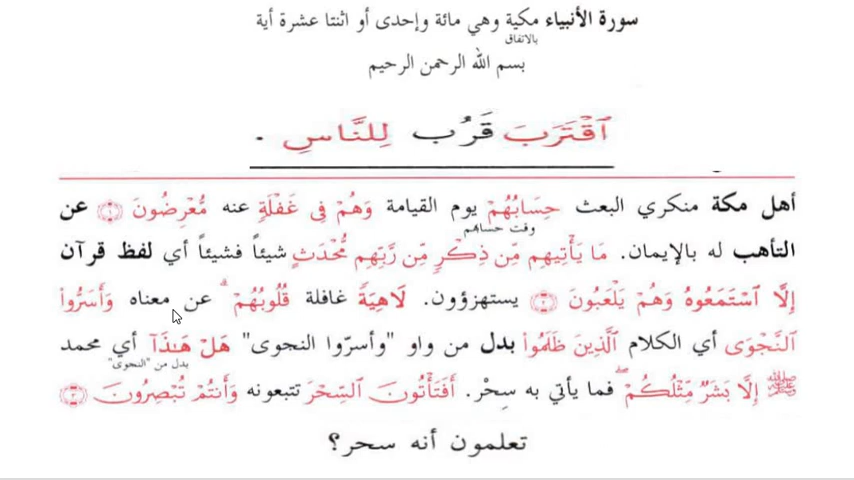 سورة الأنبياء مكية وهي مائة وإحدى أو اثنتا عشرة أية
بالاتفاق
بسم الله الرحمن الرحيم
ٱقْتَرَبَ قَرُب لِلنَّاسِ .
أهل مكة منكري البعث حِسَابُهُمْ يوم القيامة وَهُمْ فِى غَفْلَةٍ عنه مُّعْرِضُونَ ١ عن
وقت حسابهم
التأهب له بالإيمان. مَا يَأْتِيهِم مِّن ذِكْرٍ مِّن رَّبِّهِم مُّحْدَثٍ شيئاً فشيئاً أي لفظ قرآن
إِلَّا ٱسْتَمَعُوهُ وَهُمْ يَلْعَبُونَ ٢ يستهزؤون. لَاهِيَةً غافلة قُلُوبُهُمْ ۗ عن معناه وَأَسَرُّوا۟
ٱلنَّجْوَى أي الكلام ٱلَّذِينَ ظَلَمُوا۟ بدل من واو "وأسرّوا النجوى" هَلْ هَـٰذَآ أي محمد
بدل من "النجوى"
ﷺ إِلَّا بَشَرٌ مِّثْلُكُمْ ۖ فما يأتي به سِحْر. أَفَتَأْتُونَ ٱلسِّحْرَ تتبعونه وَأَنتُمْ تُبْصِرُونَ ٣
تعلمون أنه سحر؟